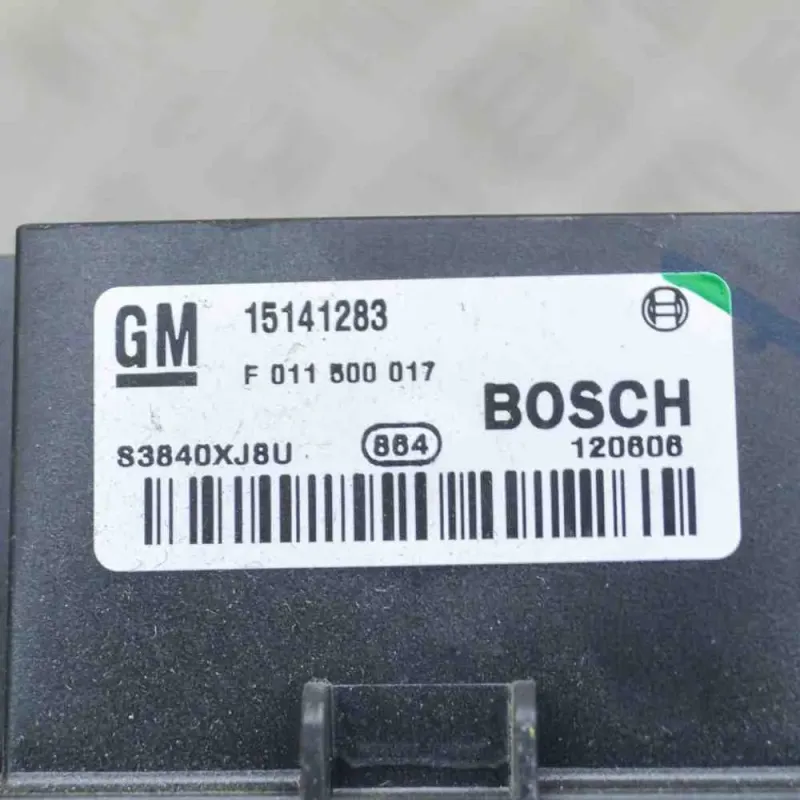 GM 15141283
F 011 500 017
BOSCH
S3840XJ8U 864 120606